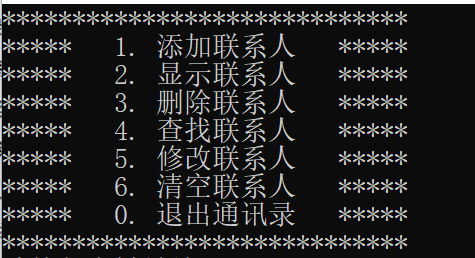 *****************************
*****   1. 添加联系人   *****
*****   2. 显示联系人   *****
*****   3. 删除联系人   *****
*****   4. 查找联系人   *****
*****   5. 修改联系人   *****
*****   6. 清空联系人   *****
*****   0. 退出通讯录   *****
*****************************